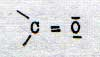 C = O